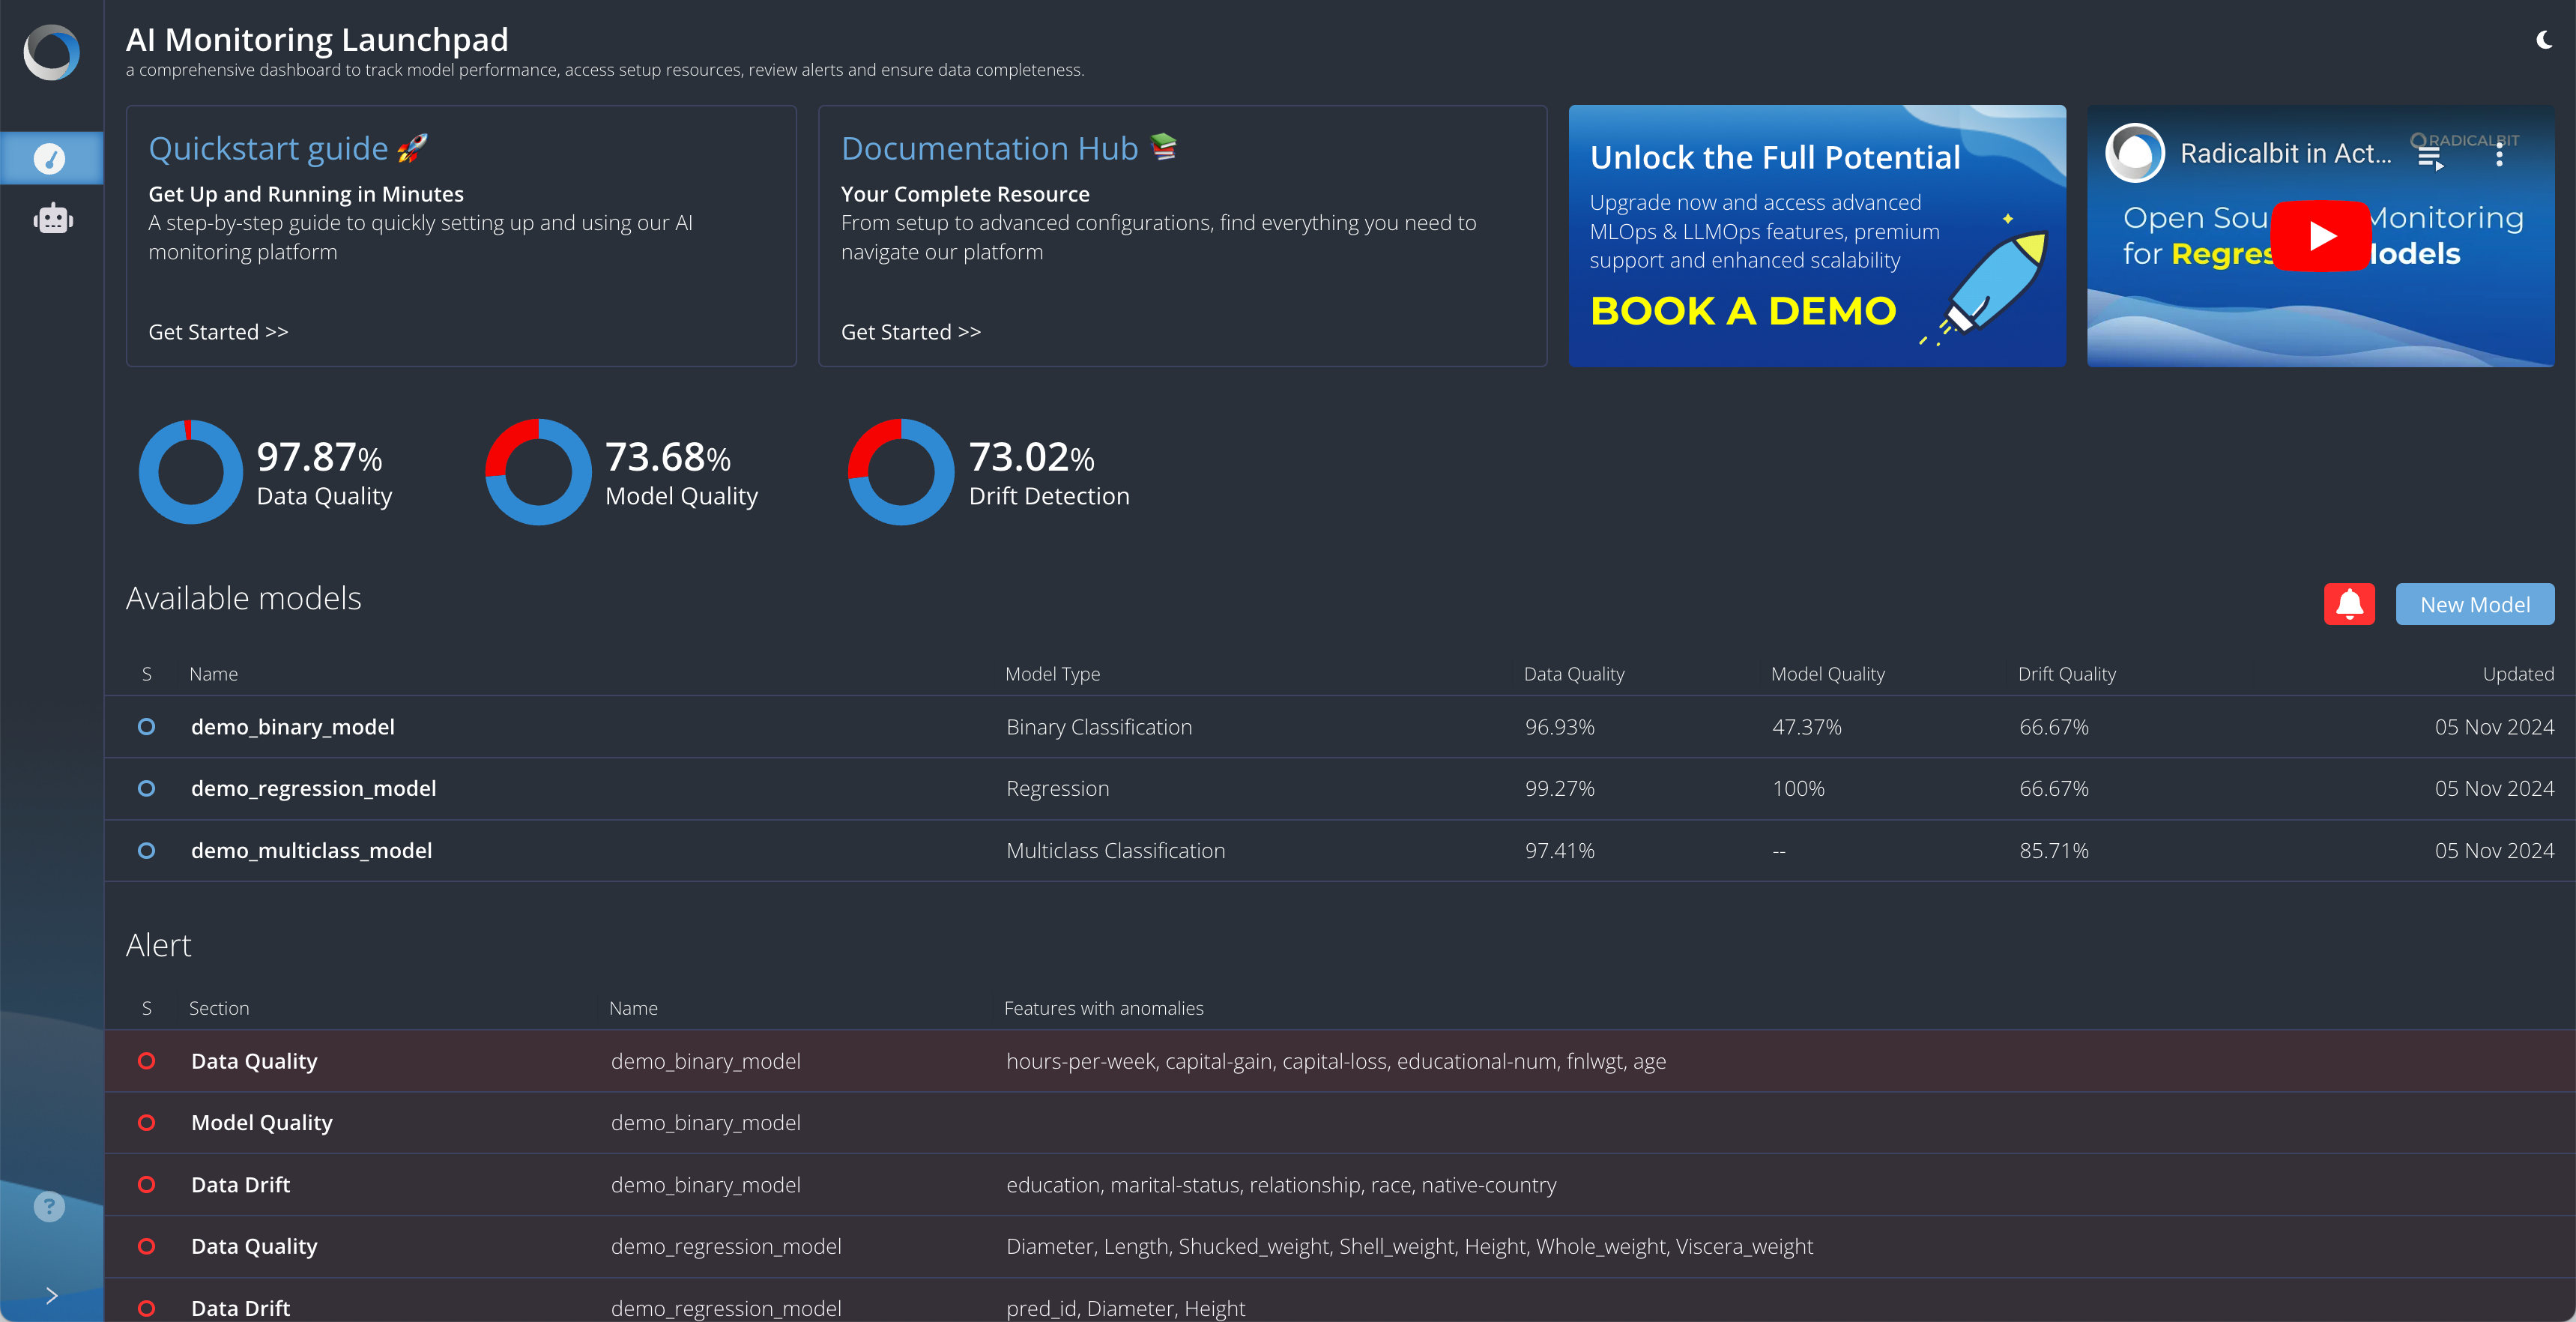 AI Monitoring Launchpad
a comprehensive dashboard to track model performance, access setup resources, review alerts and ensure data completeness.
Quickstart guide 🚀
Get Up and Running in Minutes
A step-by-step guide to quickly setting up and using our AI
monitoring platform
Get Started >>
Documentation Hub 📚
Your Complete Resource
From setup to advanced configurations, find everything you need to
navigate our platform
Get Started >>
Unlock the Full Potential
Upgrade now and access advanced
MLOps & LLMOps features, premium
support and enhanced scalability
BOOK A DEMO
RADICALBIT
Radicalbit in Act...
Open Sou Monitoring
for Regres Models
97.87%
Data Quality
73.68%
Model Quality
73.02%
Drift Detection
Available models
New Model
S Name Model Type Data Quality Model Quality Drift Quality Updated
demo_binary_model Binary Classification 96.93% 47.37% 66.67% 05 Nov 2024
demo_regression_model Regression 99.27% 100% 66.67% 05 Nov 2024
demo_multiclass_model Multiclass Classification 97.41% -- 85.71% 05 Nov 2024
Alert
S Section Name Features with anomalies
Data Quality demo_binary_model hours-per-week, capital-gain, capital-loss, educational-num, fnlwgt, age
Model Quality demo_binary_model
Data Drift demo_binary_model education, marital-status, relationship, race, native-country
Data Quality demo_regression_model Diameter, Length, Shucked_weight, Shell_weight, Height, Whole_weight, Viscera_weight
Data Drift demo_regression_model pred_id, Diameter, Height
?